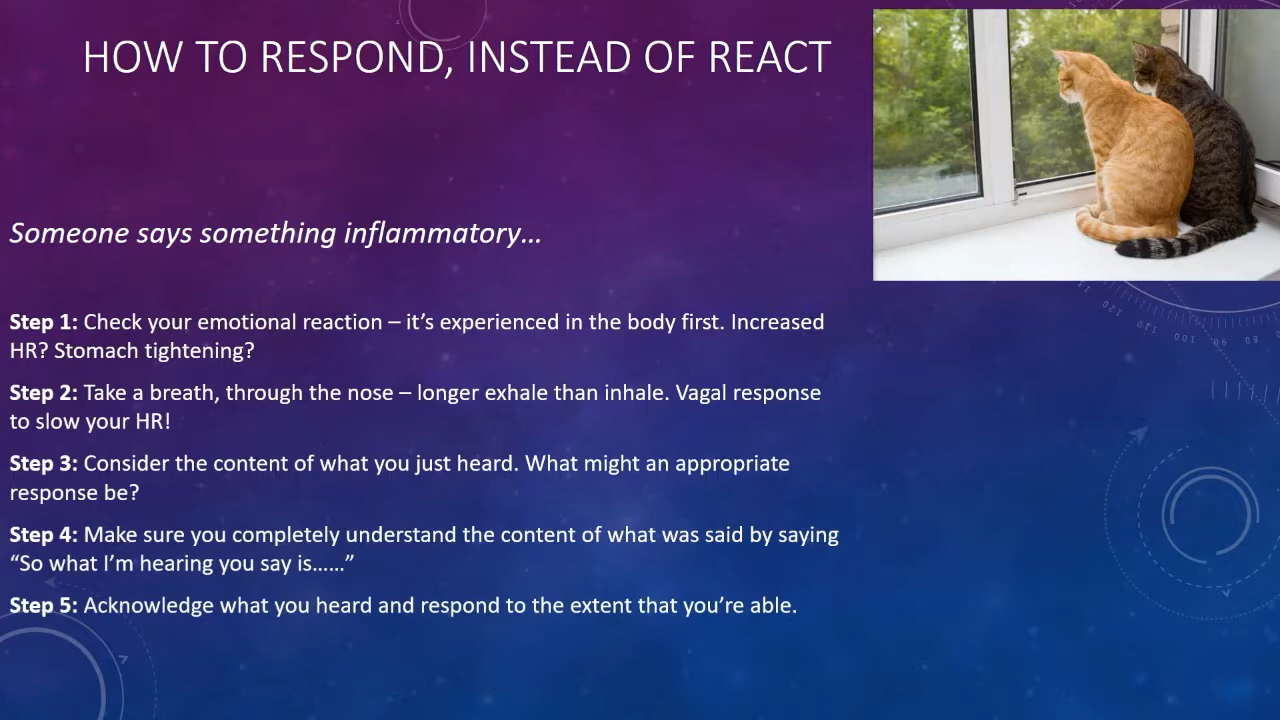 HOW TO RESPOND, INSTEAD OF REACT
Someone says something inflammatory…
Step 1: Check your emotional reaction – it’s experienced in the body first. Increased
HR? Stomach tightening?
Step 2: Take a breath, through the nose – longer exhale than inhale. Vagal response
to slow your HR!
Step 3: Consider the content of what you just heard. What might an appropriate
response be?
Step 4: Make sure you completely understand the content of what was said by saying
“So what I’m hearing you say is……”
Step 5: Acknowledge what you heard and respond to the extent that you’re able.
120
110
100
90
80